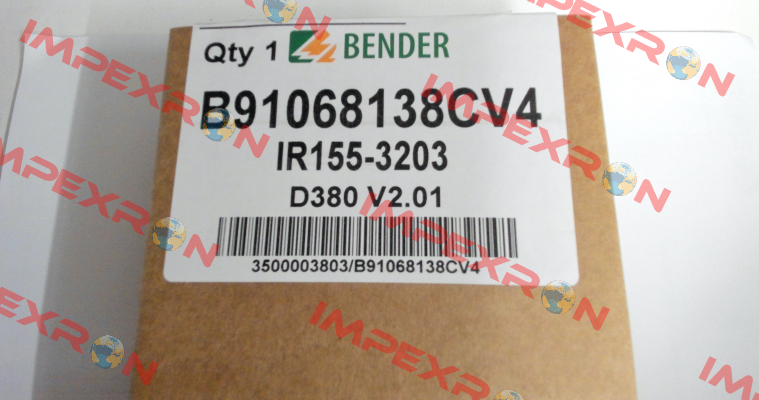 Qty 1 BENDER
B91068138CV4
IR155-3203
D380 V2.01
3500003803/B91068138CV4
IMPEXRON
IMPEXRON
IMPEXRON
IMPEXRON
IMPEXRON
IMPEXRON
IMPEXRON